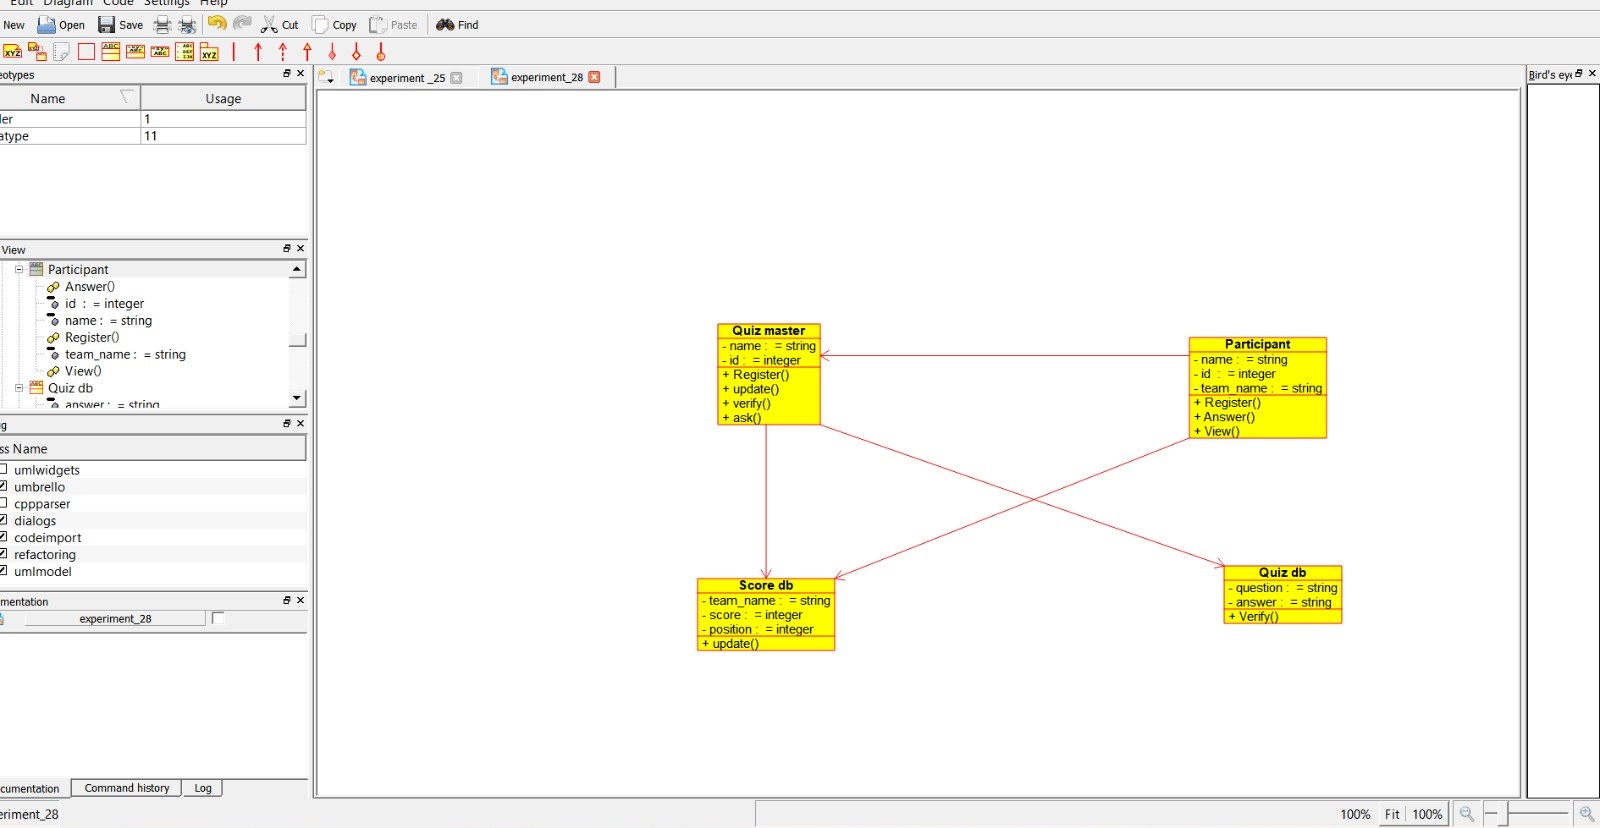 Edit Diagram Code Settings Help
New Open Save Cut Copy Paste Find
XYZ XYZ ABC XYZ
eotypes
Name Usage
ler 1
atype 11
View
Participant
Answer()
id : = integer
name : = string
Register()
team_name : = string
View()
Quiz db
answer : = string
g
ss Name
umlwidgets
umbrello
cppparser
dialogs
codeimport
refactoring
umlmodel
mentation
experiment_28
cumentation Command history Log
eriment_28
experiment _25 experiment_28
Quiz master
- name : = string
- id : = integer
+ Register()
+ update()
+ verify()
+ ask()
Participant
- name : = string
- id : = integer
- team_name : = string
+ Register()
+ Answer()
+ View()
Score db
- team_name : = string
- score : = integer
- position : = integer
+ update()
Quiz db
- question : = string
- answer : = string
+ Verify()
Bird's eye
100% Fit 100%